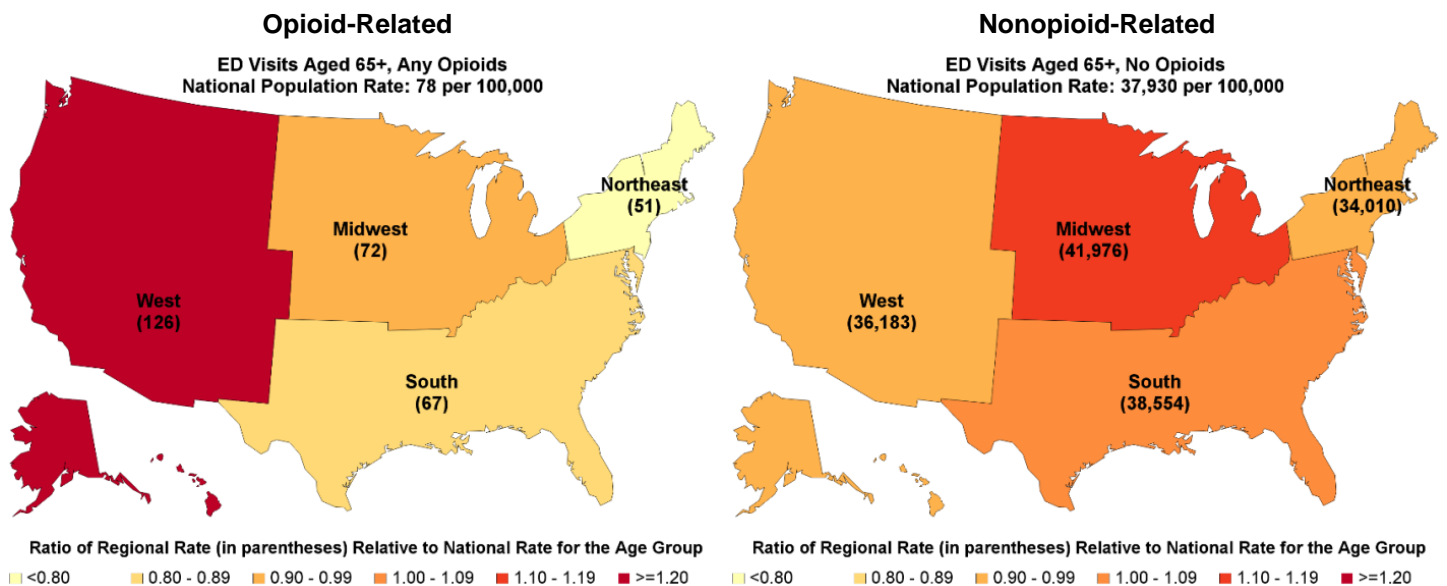 Opioid-Related
ED Visits Aged 65+, Any Opioids
National Population Rate: 78 per 100,000
Northeast
(51)
Midwest
(72)
West
(126)
South
(67)
Ratio of Regional Rate (in parentheses) Relative to National Rate for the Age Group
<0.80 0.80 - 0.89 0.90 - 0.99 1.00 - 1.09 1.10 - 1.19 >=1.20
Nonopioid-Related
ED Visits Aged 65+, No Opioids
National Population Rate: 37,930 per 100,000
Northeast
(34,010)
Midwest
(41,976)
West
(36,183)
South
(38,554)
Ratio of Regional Rate (in parentheses) Relative to National Rate for the Age Group
<0.80 0.80 - 0.89 0.90 - 0.99 1.00 - 1.09 1.10 - 1.19 >=1.20